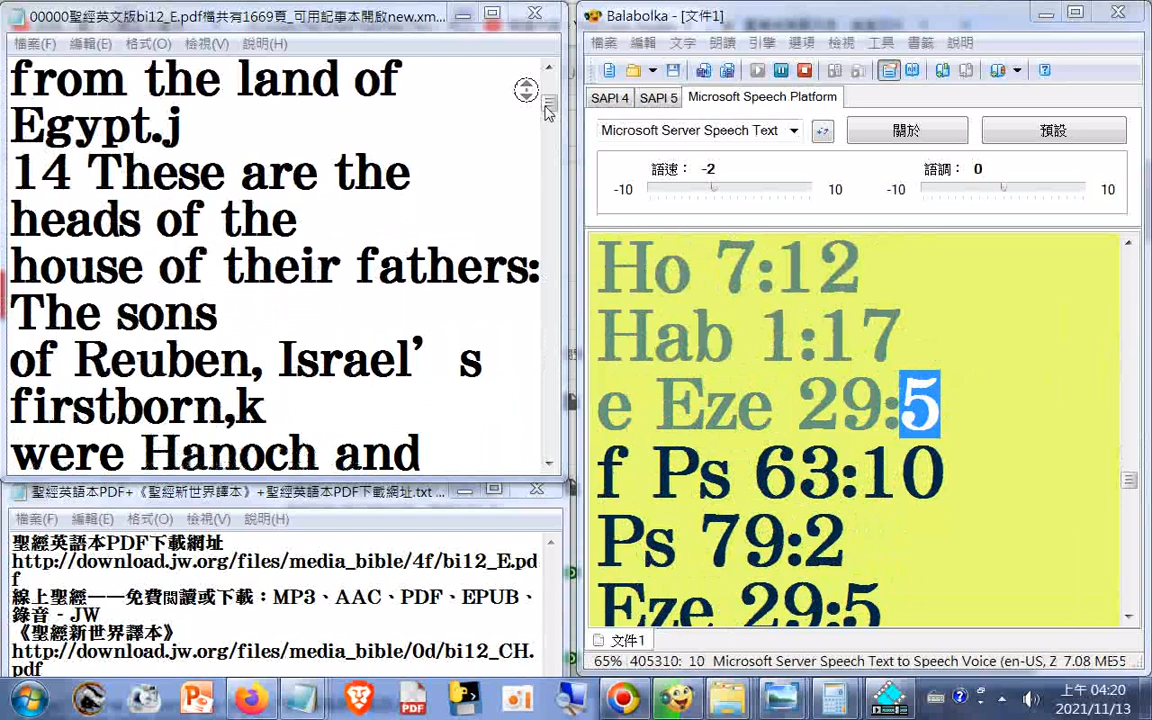 00000聖經英文版bi12_E.pdf檔共有1669頁_可用記事本開啟new.xm...
檔案(F) 編輯(E) 格式(O) 檢視(V) 說明(H)
from the land of
Egypt.j
14 These are the
heads of the
house of their fathers:
The sons
of Reuben, Israel’s
firstborn,k
were Hanoch and
聖經英語本PDF+《聖經新世界譯本》+聖經英語本PDF下載網址.txt ...
檔案(F) 編輯(E) 格式(O) 檢視(V) 說明(H)
聖經英語本PDF下載網址
http://download.jw.org/files/media_bible/4f/bi12_E.pd
f
線上聖經——免費閱讀或下載：MP3、AAC、PDF、EPUB、
錄音 - JW
《聖經新世界譯本》
http://download.jw.org/files/media_bible/0d/bi12_CH.
pdf
Balabolka - [文件1]
檔案 編輯 文字 朗讀 引擎 選項 檢視 工具 書籤 說明
SAPI 4 SAPI 5 Microsoft Speech Platform
Microsoft Server Speech Text 關於 預設
語速： -2 語調： 0
-10 10 -10 10
Ho 7:12
Hab 1:17
e Eze 29:5
f Ps 63:10
Ps 79:2
Eze 29:5
文件1
65% 405310: 10 Microsoft Server Speech Text to Speech Voice (en-US, Z 7.08 MB
PDF
上午 04:20
2021/11/13